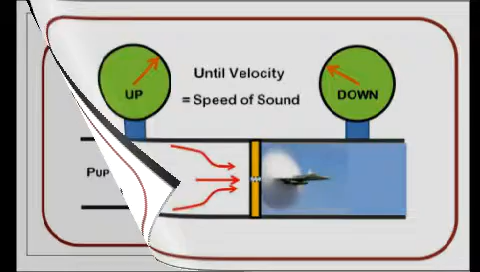 Until Velocity
= Speed of Sound
UP
DOWN
PUP